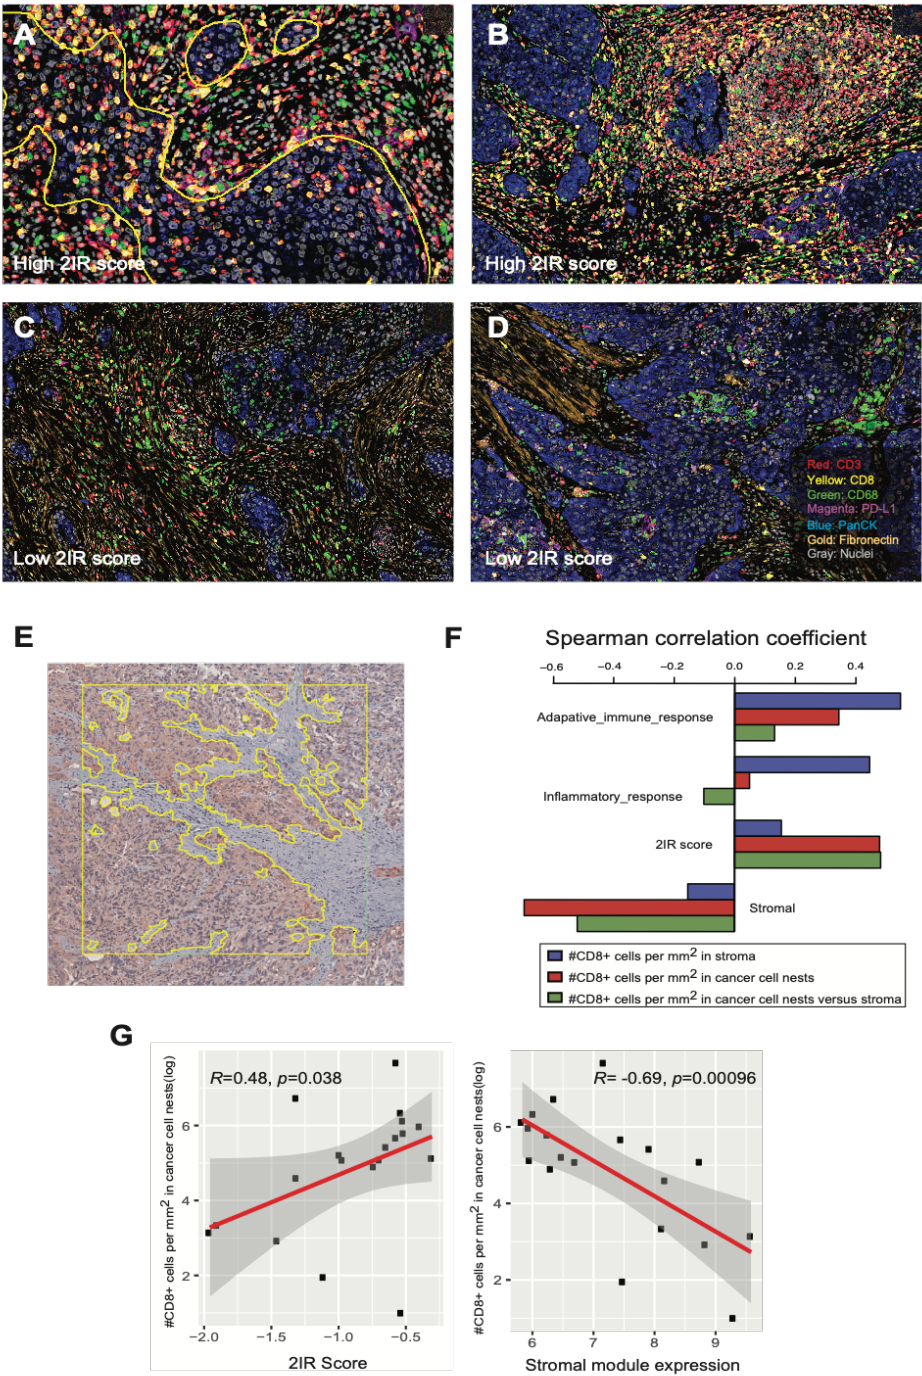 A
High 2IR score
B
High 2IR score
C
Low 2IR score
D
Red: CD3
Yellow: CD8
Green: CD68
Magenta: PD-L1
Blue: PanCK
Gold: Fibronectin
Gray: Nuclei
Low 2IR score
E
F
Spearman correlation coefficient
−0.6 −0.4 −0.2 0.0 0.2 0.4
Adapative_immune_response
Inflammatory_response
2IR score
Stromal
#CD8+ cells per mm2 in stroma
#CD8+ cells per mm2 in cancer cell nests
#CD8+ cells per mm2 in cancer cell nests versus stroma
G
#CD8+ cells per mm2 in cancer cell nests(log)
R=0.48, p=0.038
6
4
2
−2.0 −1.5 −1.0 −0.5
2IR Score
#CD8+ cells per mm2 in cancer cell nests(log)
R= -0.69, p=0.00096
6
4
2
6 7 8 9
Stromal module expression